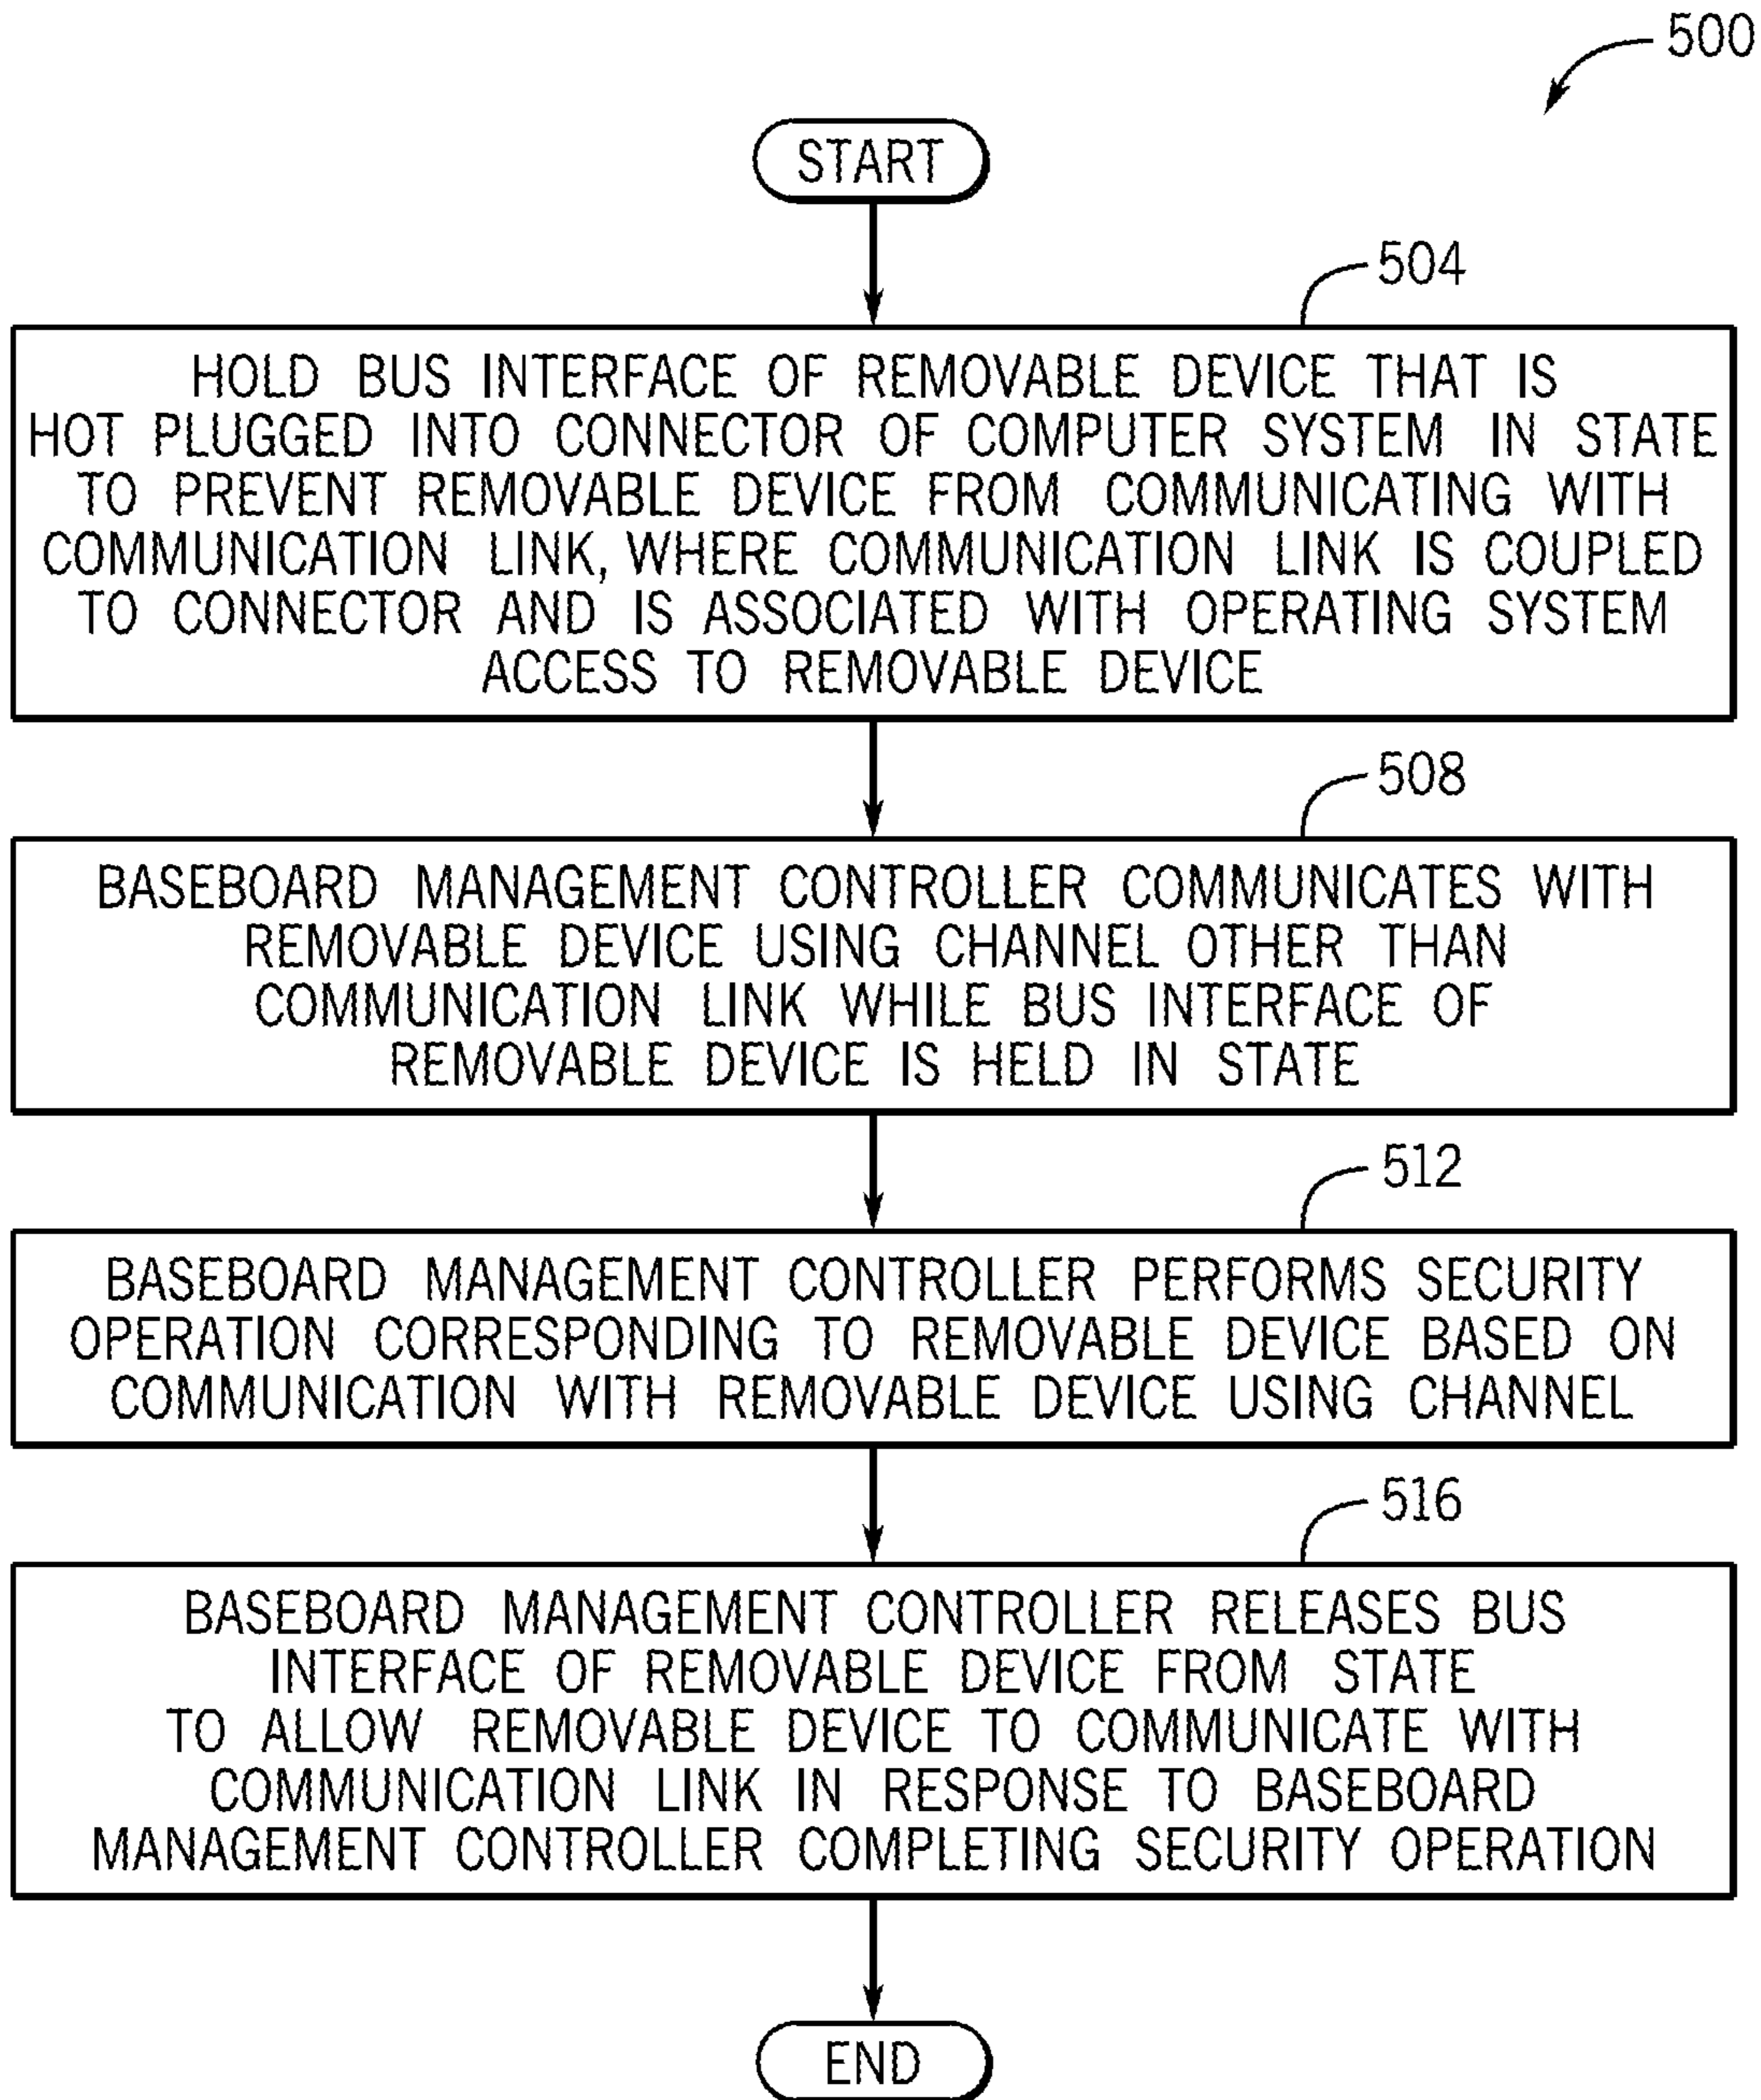 500
START
504
HOLD BUS INTERFACE OF REMOVABLE DEVICE THAT IS
HOT PLUGGED INTO CONNECTOR OF COMPUTER SYSTEM IN STATE
TO PREVENT REMOVABLE DEVICE FROM COMMUNICATING WITH
COMMUNICATION LINK, WHERE COMMUNICATION LINK IS COUPLED
TO CONNECTOR AND IS ASSOCIATED WITH OPERATING SYSTEM
ACCESS TO REMOVABLE DEVICE
508
BASEBOARD MANAGEMENT CONTROLLER COMMUNICATES WITH
REMOVABLE DEVICE USING CHANNEL OTHER THAN
COMMUNICATION LINK WHILE BUS INTERFACE OF
REMOVABLE DEVICE IS HELD IN STATE
512
BASEBOARD MANAGEMENT CONTROLLER PERFORMS SECURITY
OPERATION CORRESPONDING TO REMOVABLE DEVICE BASED ON
COMMUNICATION WITH REMOVABLE DEVICE USING CHANNEL
516
BASEBOARD MANAGEMENT CONTROLLER RELEASES BUS
INTERFACE OF REMOVABLE DEVICE FROM STATE
TO ALLOW REMOVABLE DEVICE TO COMMUNICATE WITH
COMMUNICATION LINK IN RESPONSE TO BASEBOARD
MANAGEMENT CONTROLLER COMPLETING SECURITY OPERATION
END